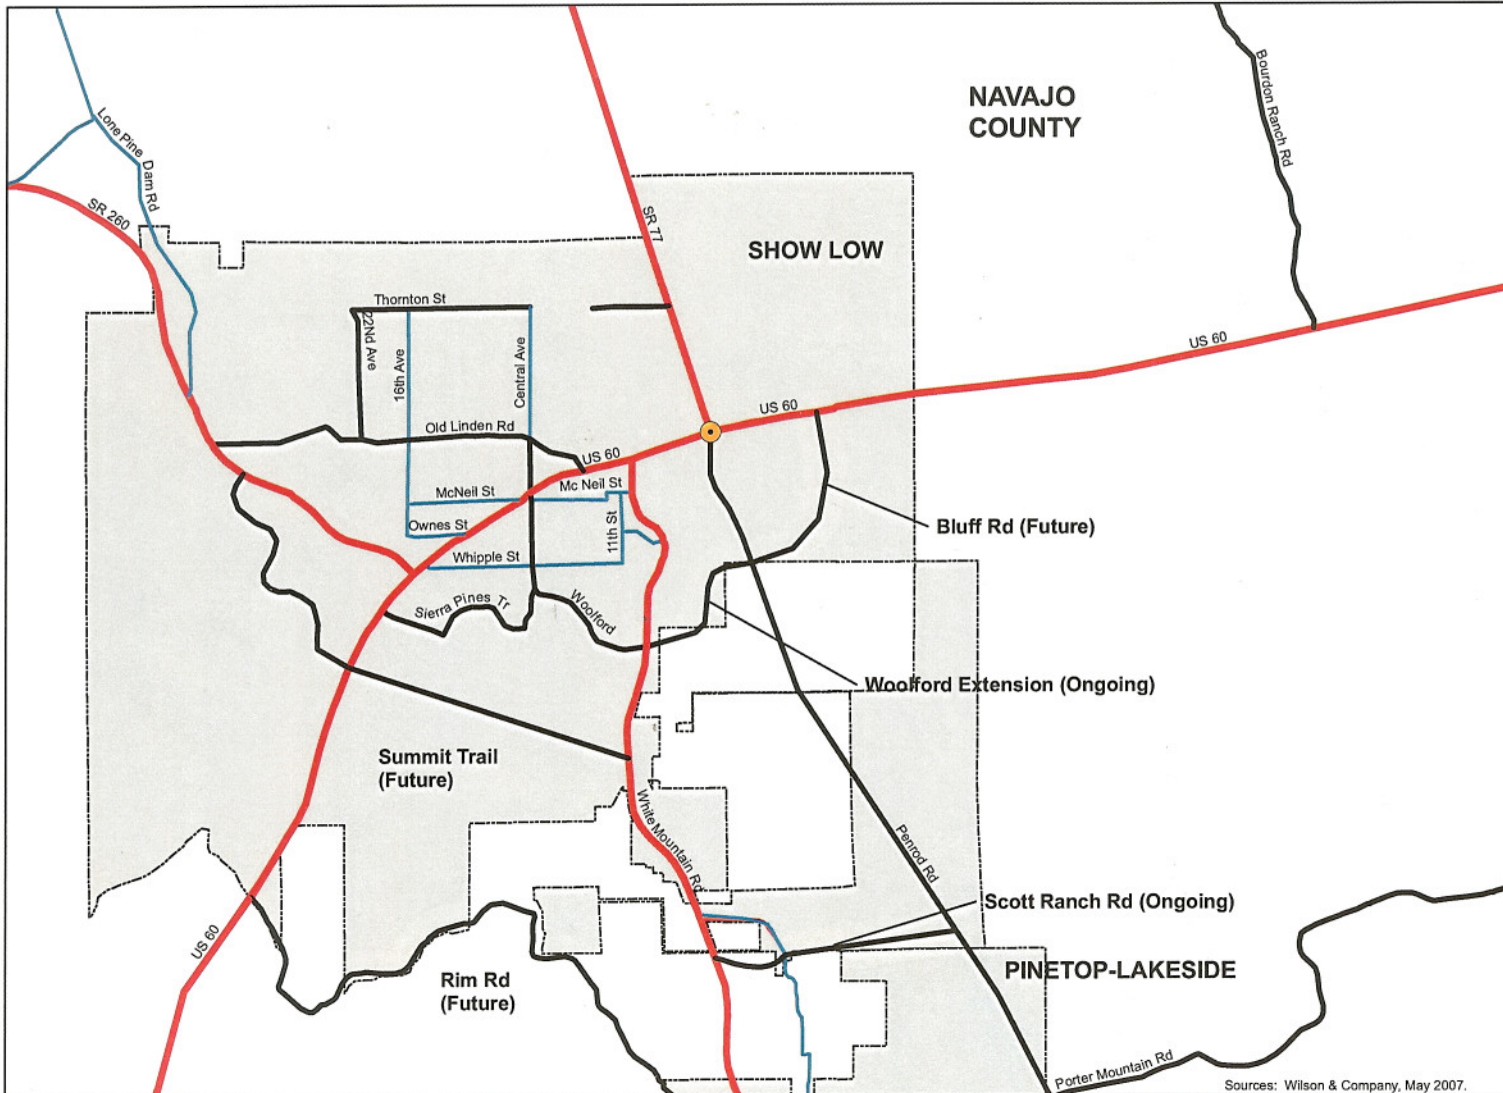 NAVAJO
COUNTY
Bourdon Ranch Rd
Lone Pine
Dam Rd
SR 260
SR 77
SHOW LOW
Thornton St
22Nd Ave
16th Ave
Central Ave
US 60
US 60
Old Linden Rd
US 60
McNeil St
Mc Neil St
Ownes St
11th St
Bluff Rd (Future)
Whipple St
Sierra Pines Tr
Woolford
Woolford Extension (Ongoing)
Summit Trail
(Future)
White Mountain Rd
Penrod Rd
Scott Ranch Rd (Ongoing)
US 60
PINETOP-LAKESIDE
Rim Rd
(Future)
Porter Mountain Rd
Sources: Wilson & Company, May 2007.